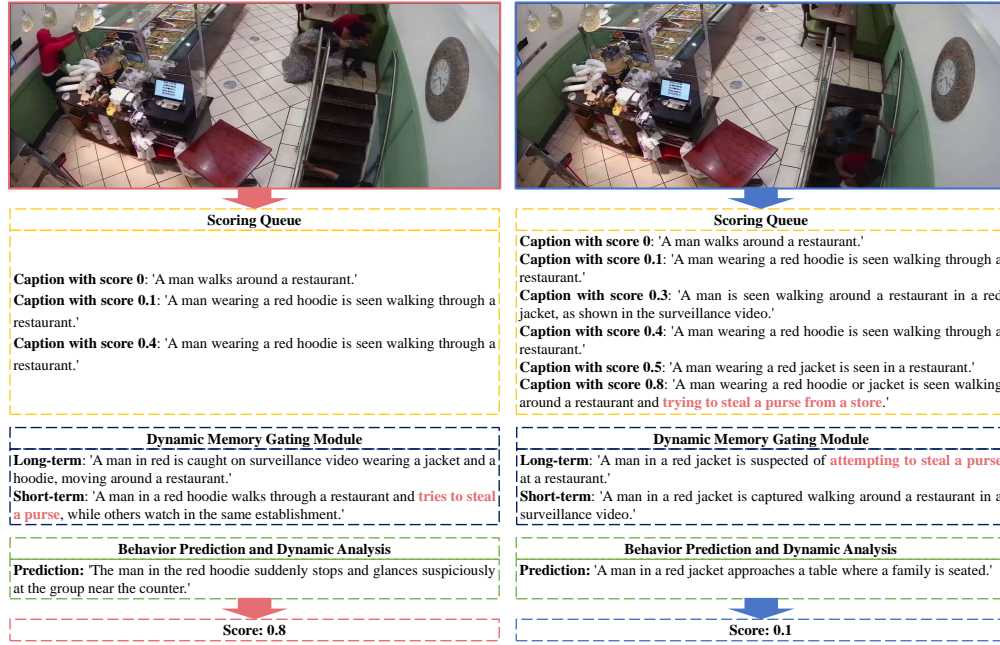 Scoring Queue
Caption with score 0: 'A man walks around a restaurant.'
Caption with score 0.1: 'A man wearing a red hoodie is seen walking through a
restaurant.'
Caption with score 0.4: 'A man wearing a red hoodie is seen walking through a
restaurant.'
Dynamic Memory Gating Module
Long-term: 'A man in red is caught on surveillance video wearing a jacket and a
hoodie, moving around a restaurant.'
Short-term: 'A man in a red hoodie walks through a restaurant and tries to steal
a purse, while others watch in the same establishment.'
Behavior Prediction and Dynamic Analysis
Prediction: 'The man in the red hoodie suddenly stops and glances suspiciously
at the group near the counter.'
Score: 0.8
Scoring Queue
Caption with score 0: 'A man walks around a restaurant.'
Caption with score 0.1: 'A man wearing a red hoodie is seen walking through a
restaurant.'
Caption with score 0.3: 'A man is seen walking around a restaurant in a red
jacket, as shown in the surveillance video.'
Caption with score 0.4: 'A man wearing a red hoodie is seen walking through a
restaurant.'
Caption with score 0.5: 'A man wearing a red jacket is seen in a restaurant.'
Caption with score 0.8: 'A man wearing a red hoodie or jacket is seen walking
around a restaurant and trying to steal a purse from a store.'
Dynamic Memory Gating Module
Long-term: 'A man in a red jacket is suspected of attempting to steal a purse
at a restaurant.'
Short-term: 'A man in a red jacket is captured walking around a restaurant in a
surveillance video.'
Behavior Prediction and Dynamic Analysis
Prediction: 'A man in a red jacket approaches a table where a family is seated.'
Score: 0.1